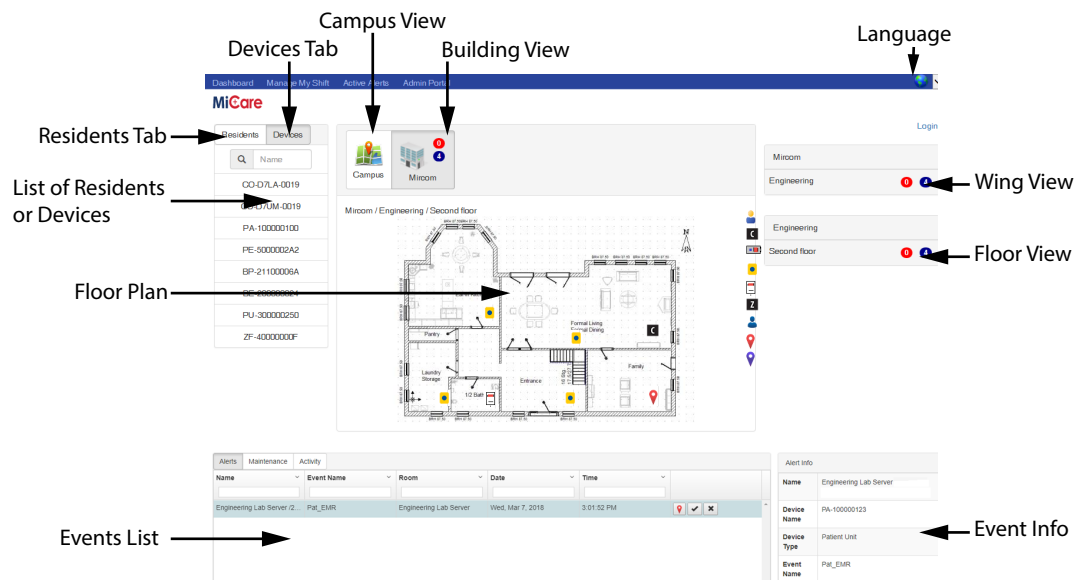 Campus View
Devices Tab
Building View
Language
Dashboard Manage My Shift Active Alerts Admin Portal
MiCare
Login
Residents Tab
Residents Devices
Name
List of Residents
or Devices
CO-D7LA-0019
CO-D7UM-0019
PA-100000100
PE-5000002A2
BP-21100006A
PU-300000250
ZF-40000000F
Campus
0
4
Mircom
Mircom
Engineering 0 4
Wing View
Engineering
Second floor 0 4
Floor View
Mircom / Engineering / Second floor
Floor Plan
N
C
Z
Formal Living
Formal Dining
C
Pantry
Laundry
Storage
1/2 Bath
Entrance
Family
Alerts Maintenance Activity
Name Event Name Room Date Time
Engineering Lab Server /2... Pat_EMR Engineering Lab Server Wed, Mar 7, 2018 3:01:52 PM
Events List
Alert Info
Name Engineering Lab Server
Device
Name
PA-100000123
Device
Type
Patient Unit
Event
Name
Pat_EMR
Event Info